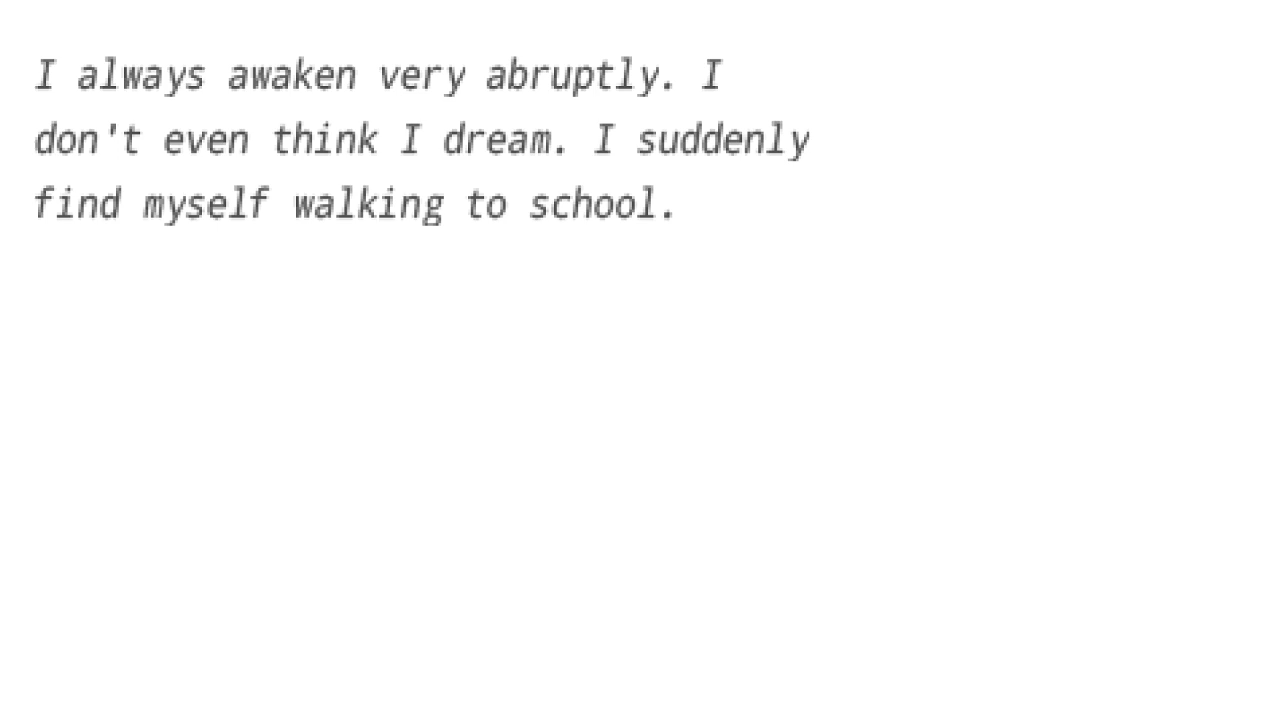 I always awaken very abruptly. I
don't even think I dream. I suddenly
find myself walking to school.